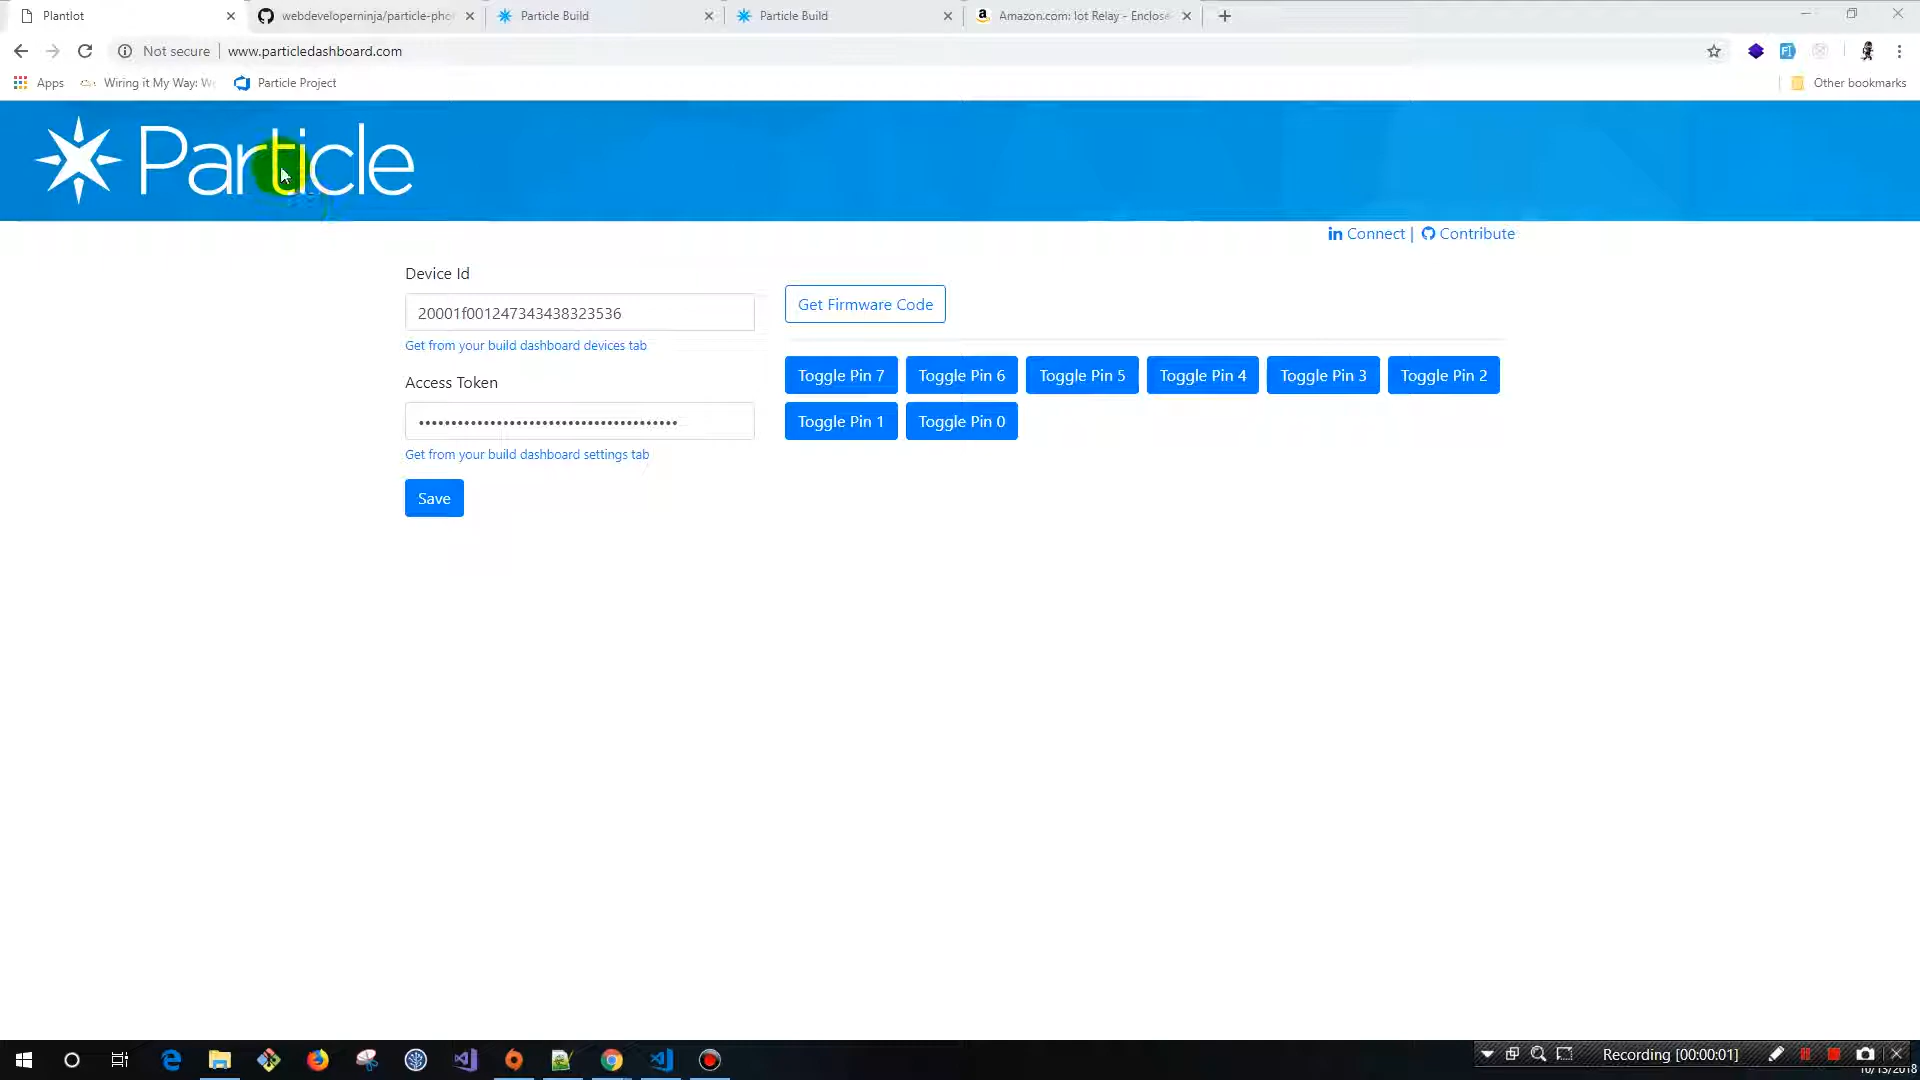 PlantIot
webdeveloperninja/particle-pho
Particle Build
Particle Build
Amazon.com: Iot Relay - Enclose
Not secure
www.particledashboard.com
Apps
Wiring it My Way: W
Particle Project
Other bookmarks
Particle
in Connect | Contribute
Device Id
20001f001247343438323536
Get from your build dashboard devices tab
Access Token
Get from your build dashboard settings tab
Save
Get Firmware Code
Toggle Pin 7
Toggle Pin 6
Toggle Pin 5
Toggle Pin 4
Toggle Pin 3
Toggle Pin 2
Toggle Pin 1
Toggle Pin 0
Recording [00:00:01]
10/13/2018